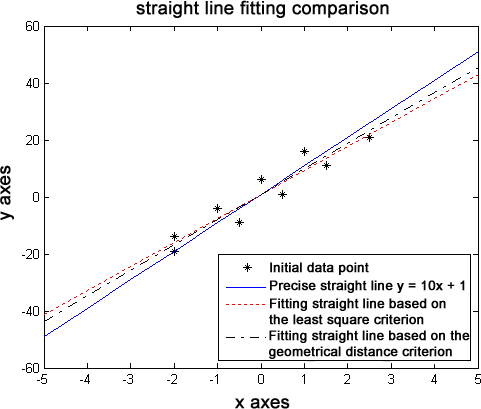 straight line fitting comparison
60
40
20
0
-20
-40
-60
y axes
-5
-4
-3
-2
-1
0
1
2
3
4
5
x axes
Initial data point
Precise straight line y = 10x + 1
Fitting straight line based on
the least square criterion
Fitting straight line based on the
geometrical distance criterion